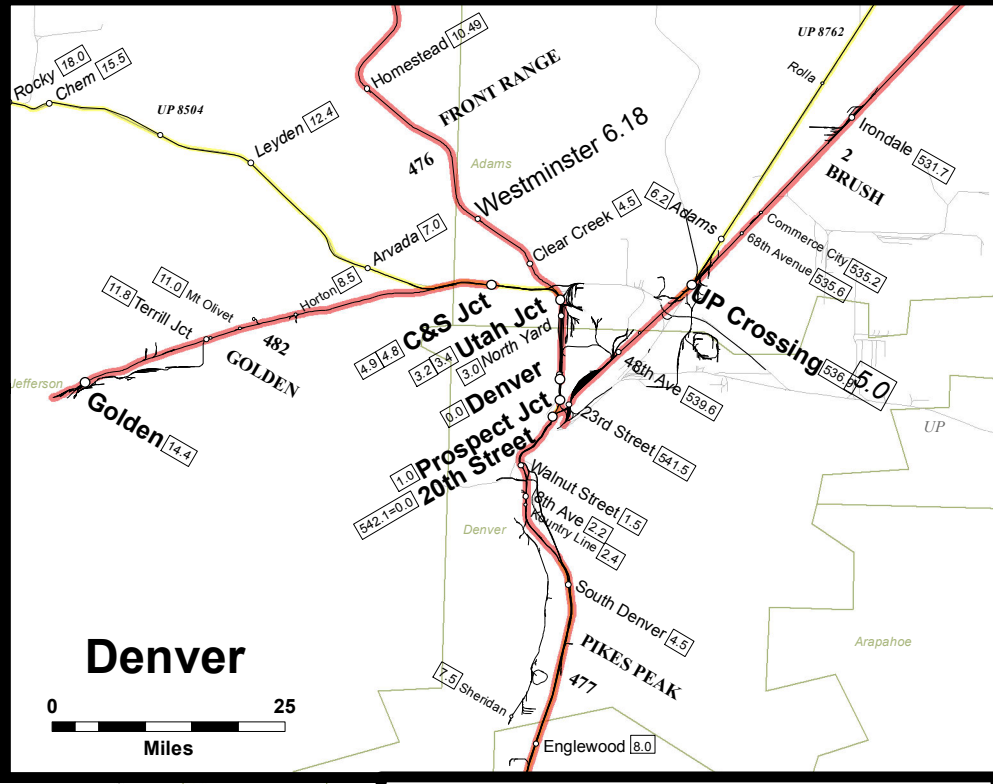 UP 8762
Rocky 18.0
Chem 15.5
Homestead 10.49
FRONT RANGE
Rolla
UP 8504
Leyden 12.4
476
Adams
Westminster 6.18
Irondale 531.7
2
BRUSH
Clear Creek 4.5
6.2 Adams
Commerce City 535.2
68th Avenue 535.6
Arvada 7.0
11.8 Terrill Jct
11.0 Mt Olivet
Horton 8.5
482
GOLDEN
4.9 4.8 C&S Jct
3.2 3.4 Utah Jct
3.0 North Yard
UP Crossing 536.9 5.0
Jefferson
Golden 14.4
0.0 Denver
48th Ave 539.6
1.0 Prospect Jct
542.1=0.0 20th Street
23rd Street 541.5
UP
Walnut Street 1.5
8th Ave 2.2
Kountry Line 2.4
Denver
South Denver 4.5
Arapahoe
PIKES PEAK
477
7.5 Sheridan
Englewood 8.0
Denver
0 25
Miles